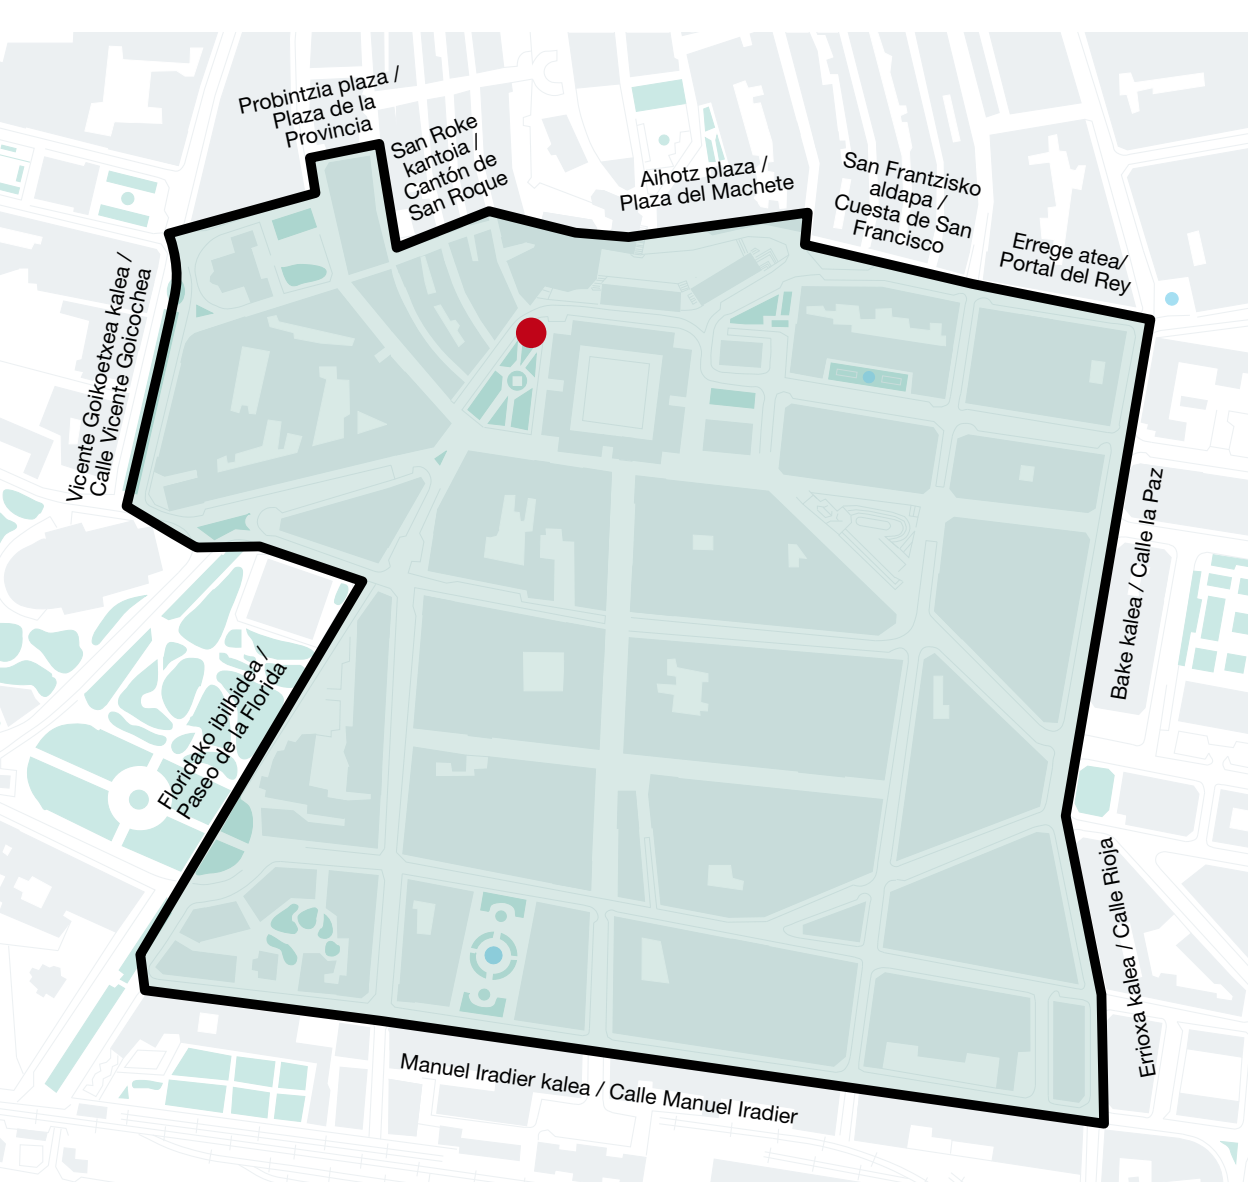 Probintzia plaza /
Plaza de la
Provincia
San Roke
kantoia /
Cantón de
San Roque
Aihotz plaza /
Plaza del Machete
San Frantzisko
aldapa /
Cuesta de San
Francisco
Errege atea/
Portal del Rey
Vicente Goikoetxea kalea /
Calle Vicente Goicochea
Bake kalea / Calle la Paz
Floridako ibilbidea /
Paseo de la Florida
Errioxa kalea / Calle Rioja
Manuel Iradier kalea / Calle Manuel Iradier